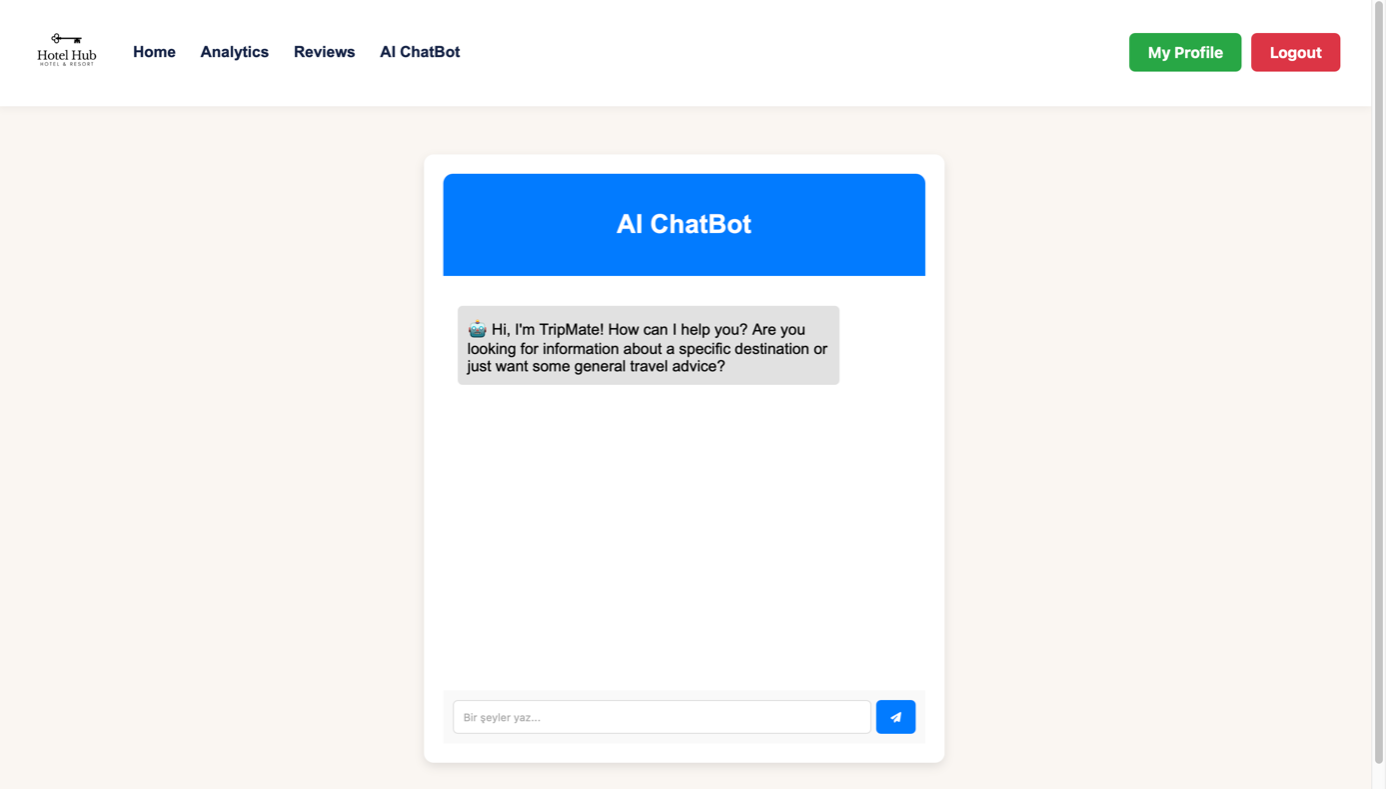 Hotel Hub
HOTEL & RESORT
Home
Analytics
Reviews
AI ChatBot
My Profile
Logout
AI ChatBot
🤖 Hi, I'm TripMate! How can I help you? Are you
looking for information about a specific destination or
just want some general travel advice?
Bir şeyler yaz...